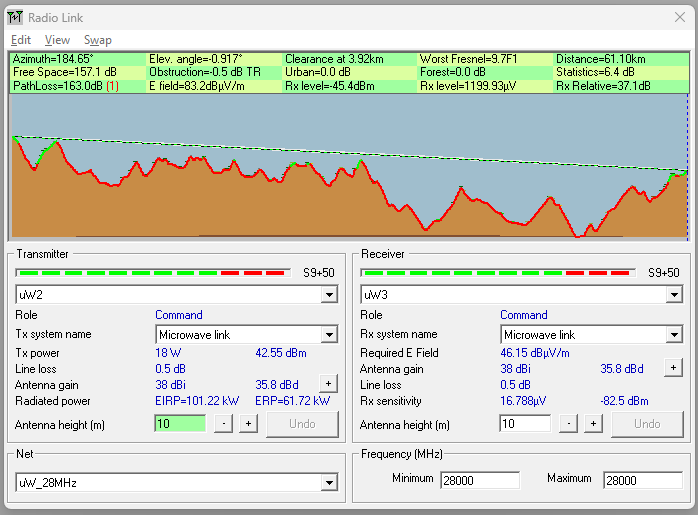 Radio Link
Edit View Swap
Azimuth=184.65° Elev. angle=-0.917° Clearance at 3.92km Worst Fresnel=9.7F1 Distance=61.10km
Free Space=157.1 dB Obstruction=-0.5 dB TR Urban=0.0 dB Forest=0.0 dB Statistics=6.4 dB
PathLoss=163.0dB (1) E field=83.2dBµV/m Rx level=-45.4dBm Rx level=1199.93µV Rx Relative=37.1dB
Transmitter
S9+50
uW2
Role Command
Tx system name Microwave link
Tx power 18 W 42.55 dBm
Line loss 0.5 dB
Antenna gain 38 dBi 35.8 dBd +
Radiated power EIRP=101.22 kW ERP=61.72 kW
Antenna height (m) 10 - + Undo
Receiver
S9+50
uW3
Role Command
Rx system name Microwave link
Required E Field 46.15 dBµV/m
Antenna gain 38 dBi 35.8 dBd +
Line loss 0.5 dB
Rx sensitivity 16.788µV -82.5 dBm
Antenna height (m) 10 - + Undo
Net
uW_28MHz
Frequency (MHz)
Minimum 28000 Maximum 28000